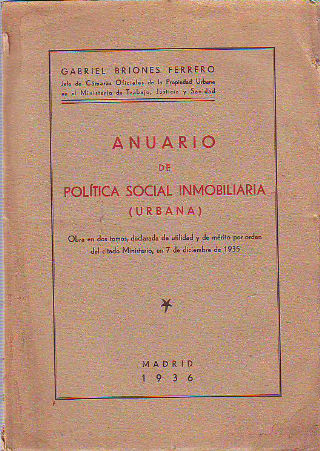 GABRIEL BRIONES FERRERO
Jefe de Cámaras Oficiales de la Propiedad Urbana
en el Ministerio de Trabajo, Justicia y Sanidad
ANUARIO
DE
POLÍTICA SOCIAL INMOBILIARIA
(URBANA)
Obra en dos tomos, declarada de utilidad y de mérito por orden
del citado Ministerio, en 7 de diciembre de 1935
MADRID
1936